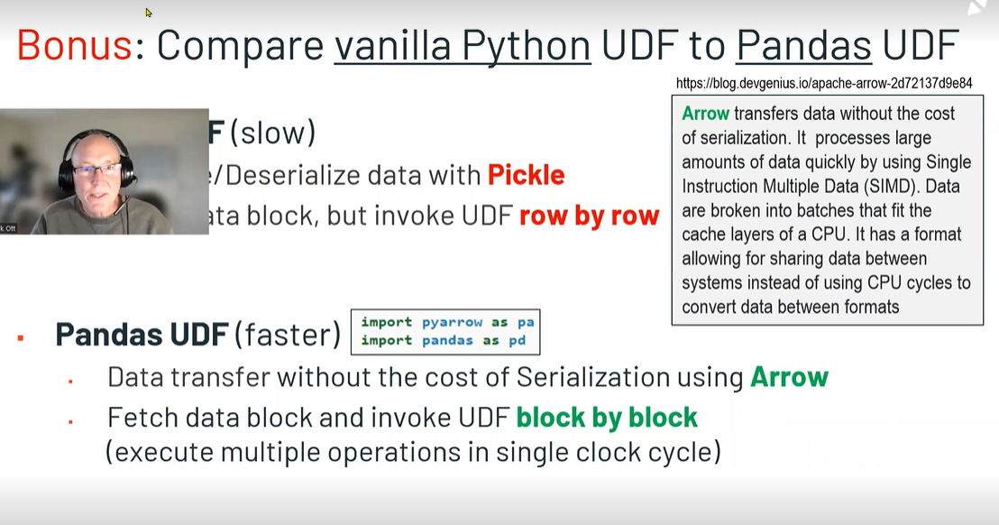 Bonus: Compare vanilla Python UDF to Pandas UDF
https://blog.devgenius.io/apache-arrow-2d72137d9e84
F (slow)
/Deserialize data with Pickle
ata block, but invoke UDF row by row
k Ott
Arrow transfers data without the cost
of serialization. It processes large
amounts of data quickly by using Single
Instruction Multiple Data (SIMD). Data
are broken into batches that fit the
cache layers of a CPU. It has a format
allowing for sharing data between
systems instead of using CPU cycles to
convert data between formats
Pandas UDF (faster)
import pyarrow as pa
import pandas as pd
Data transfer without the cost of Serialization using Arrow
Fetch data block and invoke UDF block by block
(execute multiple operations in single clock cycle)